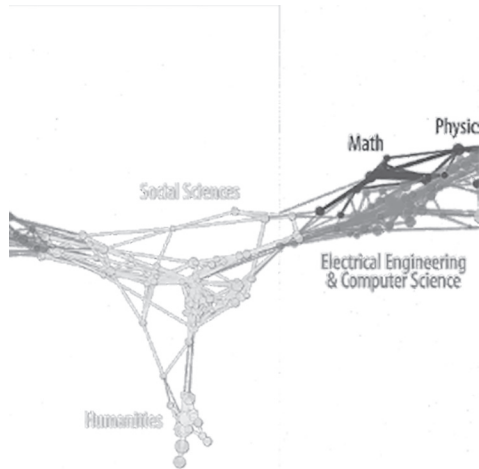 Physic
Math
Social Sciences
Electrical Engineering
& Computer Science
Humanities